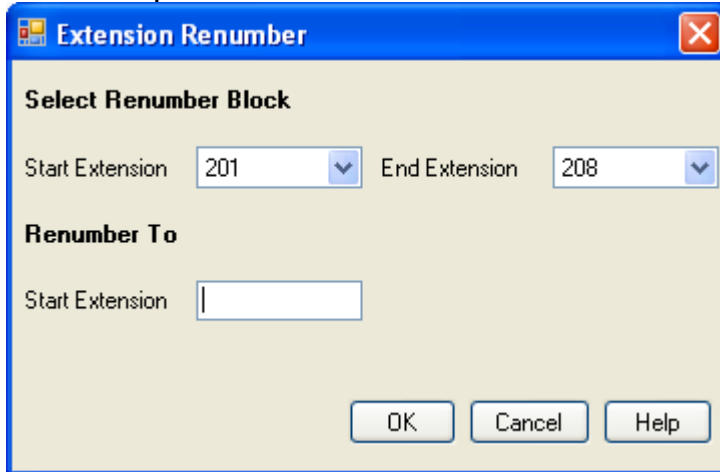 Extension Renumber
Select Renumber Block
Start Extension 201 End Extension 208
Renumber To
Start Extension
OK Cancel Help